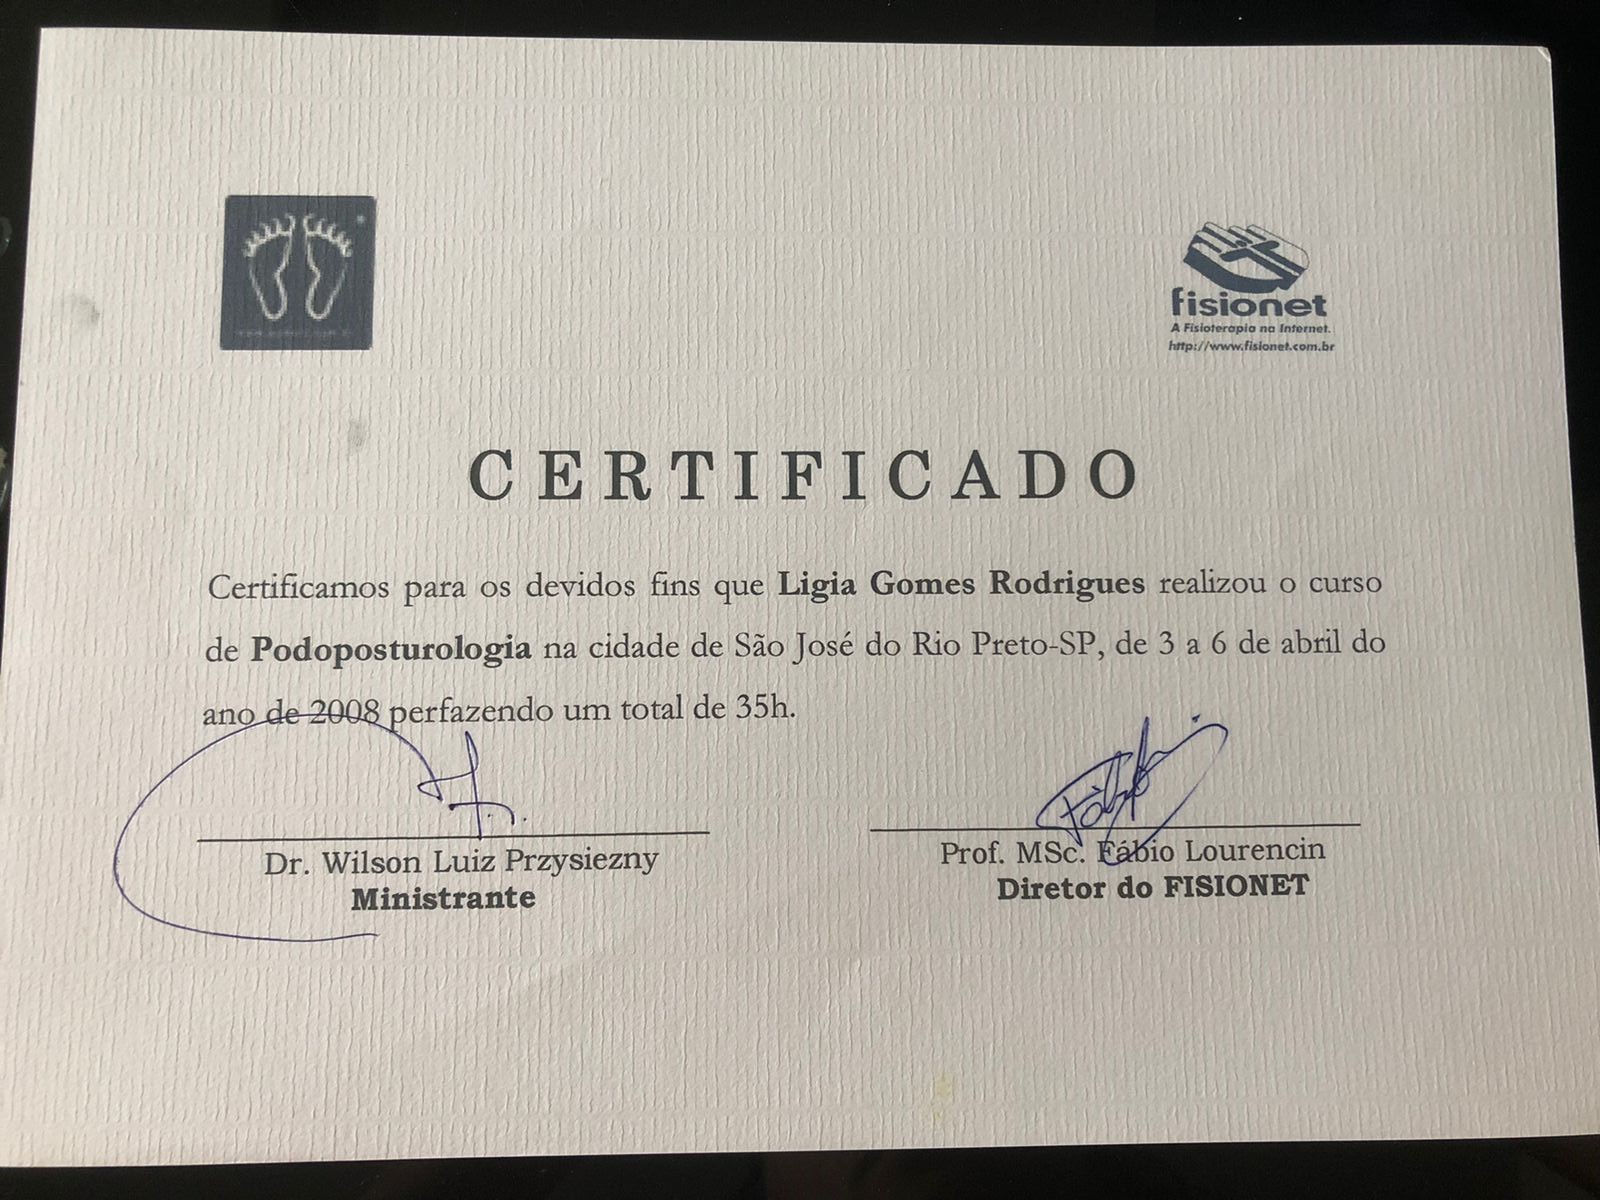 fisionet
A Fisioterapia na Internet.
http://www.fisionet.com.br
CERTIFICADO
Certificamos para os devidos fins que Ligia Gomes Rodrigues realizou o curso
de Podoposturologia na cidade de São José do Rio Preto-SP, de 3 a 6 de abril do
ano de 2008 perfazendo um total de 35h.
Dr. Wilson Luiz Przysiezny
Ministrante
Prof. MSc. Fábio Lourencin
Diretor do FISIONET